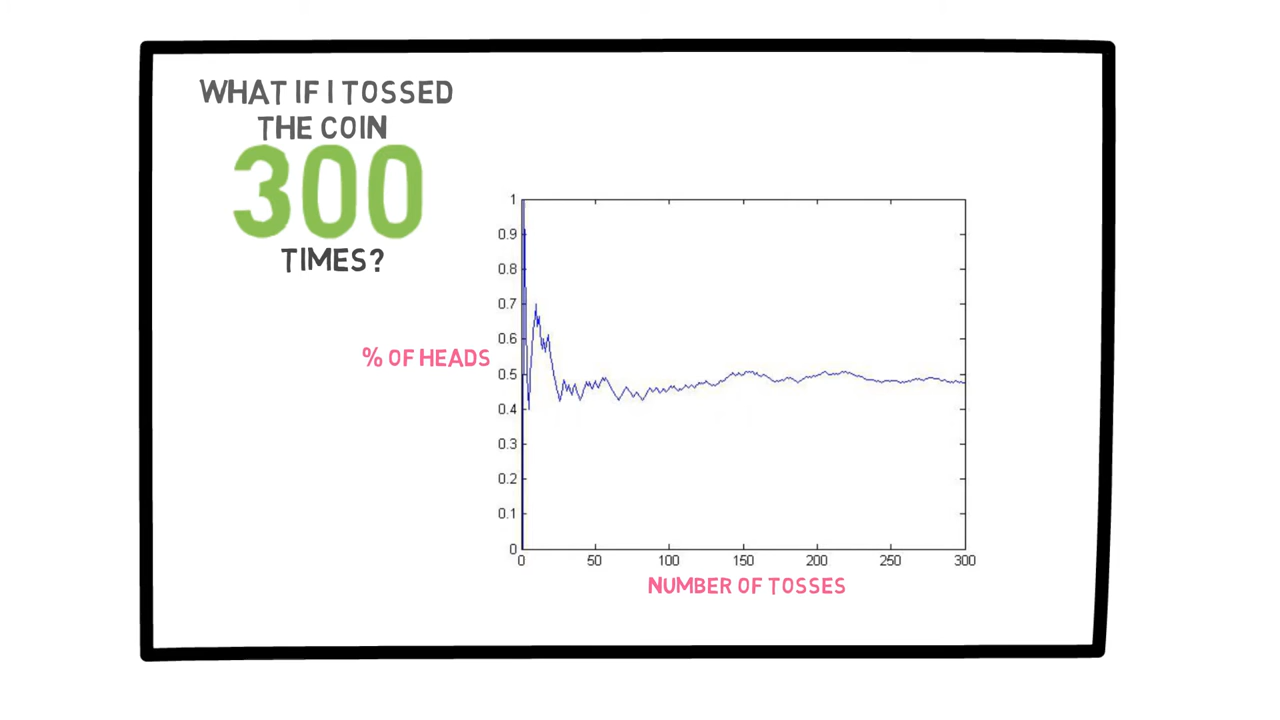 WHAT IF I TOSSED
THE COIN
300
TIMES?
% OF HEADS
1
0.9
0.8
0.7
0.6
0.5
0.4
0.3
0.2
0.1
0
0 50 100 150 200 250 300
NUMBER OF TOSSES